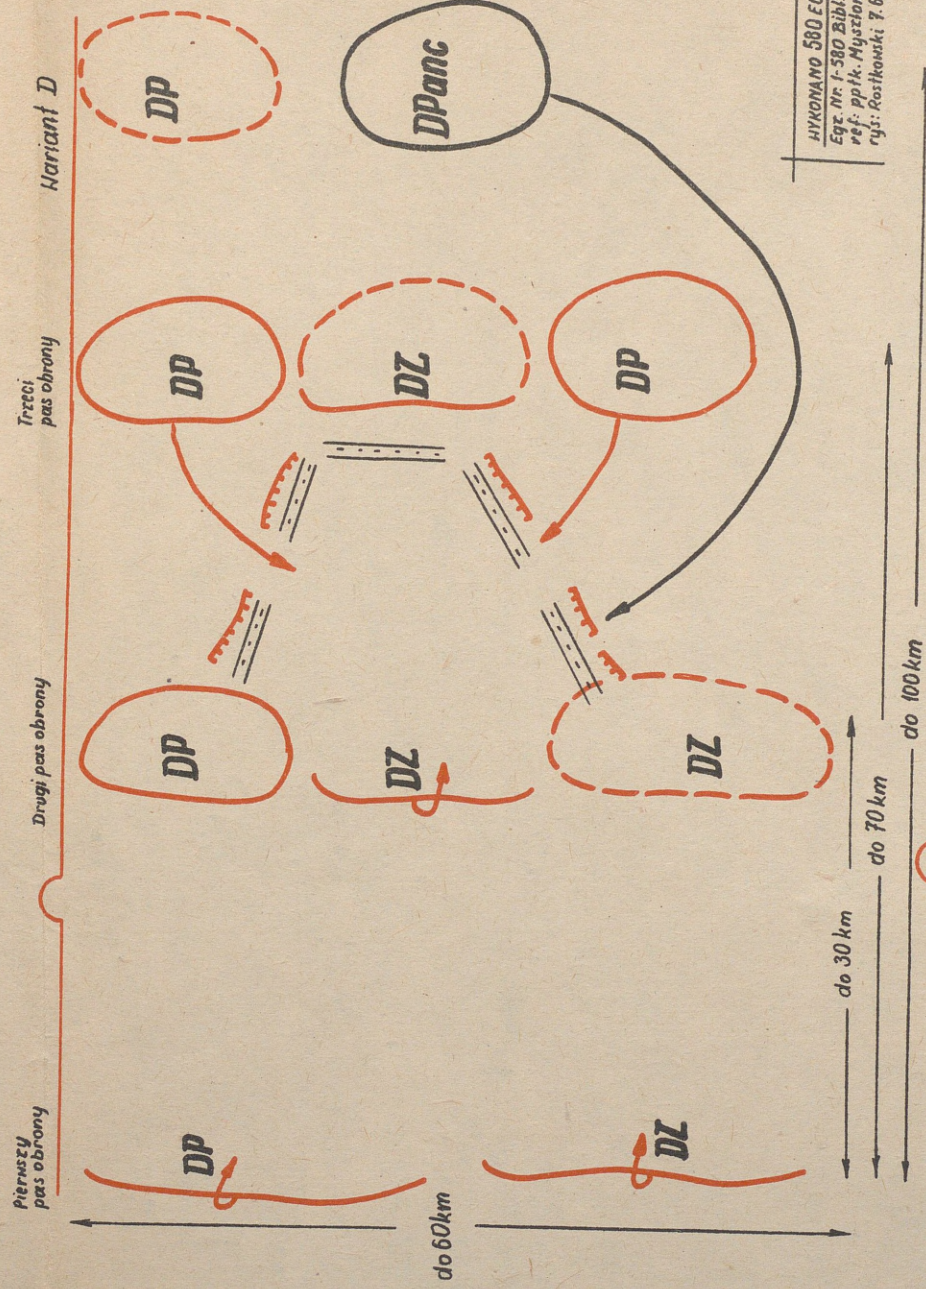 Wariant D
Pierwszy
pas obrony
Drugi pas obrony
Trzeci
pas obrony
DP
DP
DP
DP
DZ
DZ
DPanc
DZ
DZ
DP
do 60km
do 30 km
do 70 km
do 100 km
WYKONANO 580
Egz. Nr. 1-580
ref: ppłk.
rys: Rostkowski